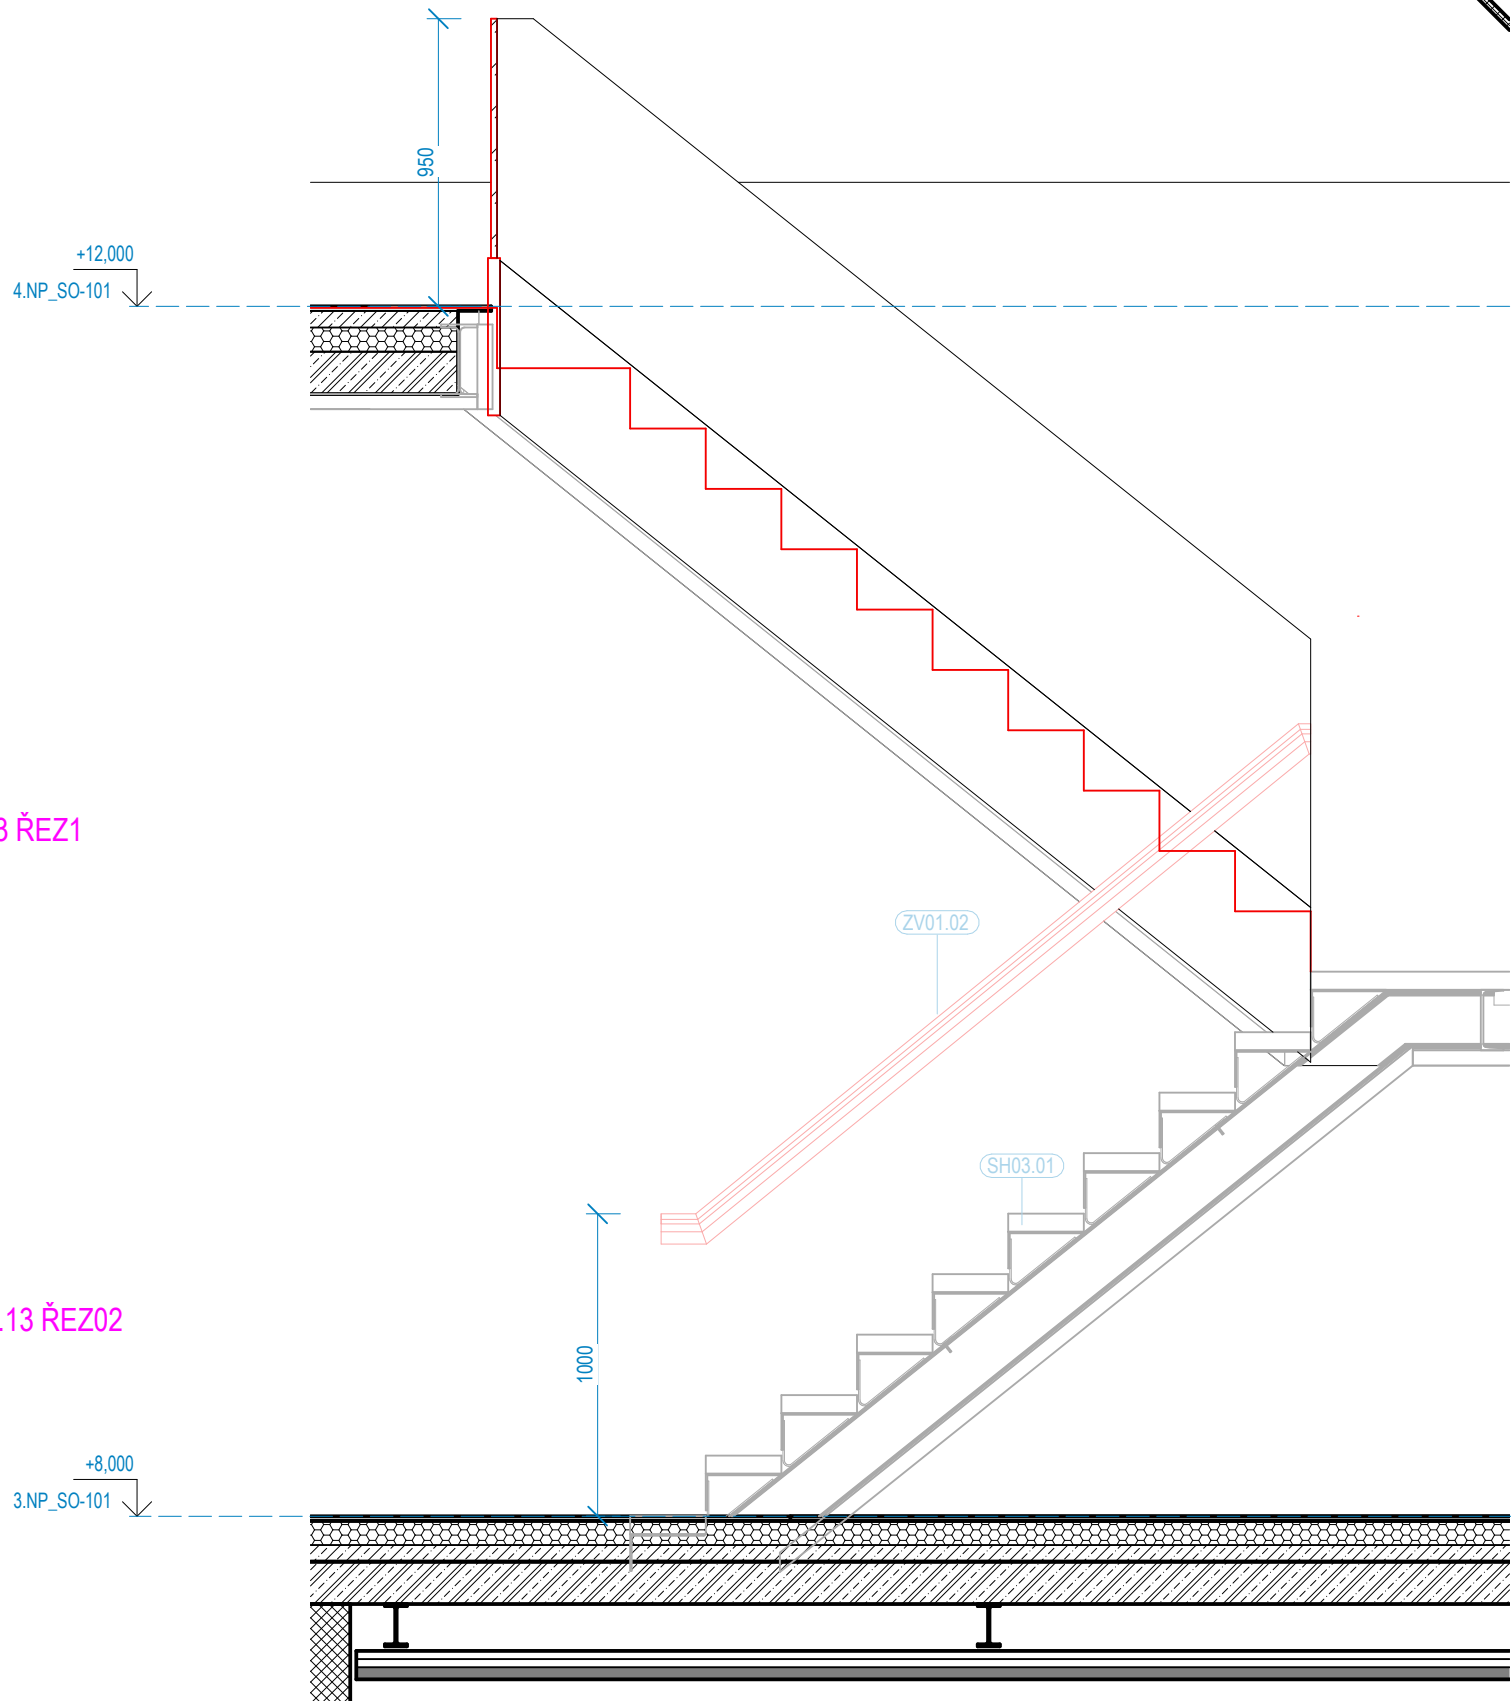 950
+12,000
4.NP_SO-101
3 ŘEZ1
ZV01.02
SH03.01
.13 ŘEZ02
1000
+8,000
3.NP_SO-101